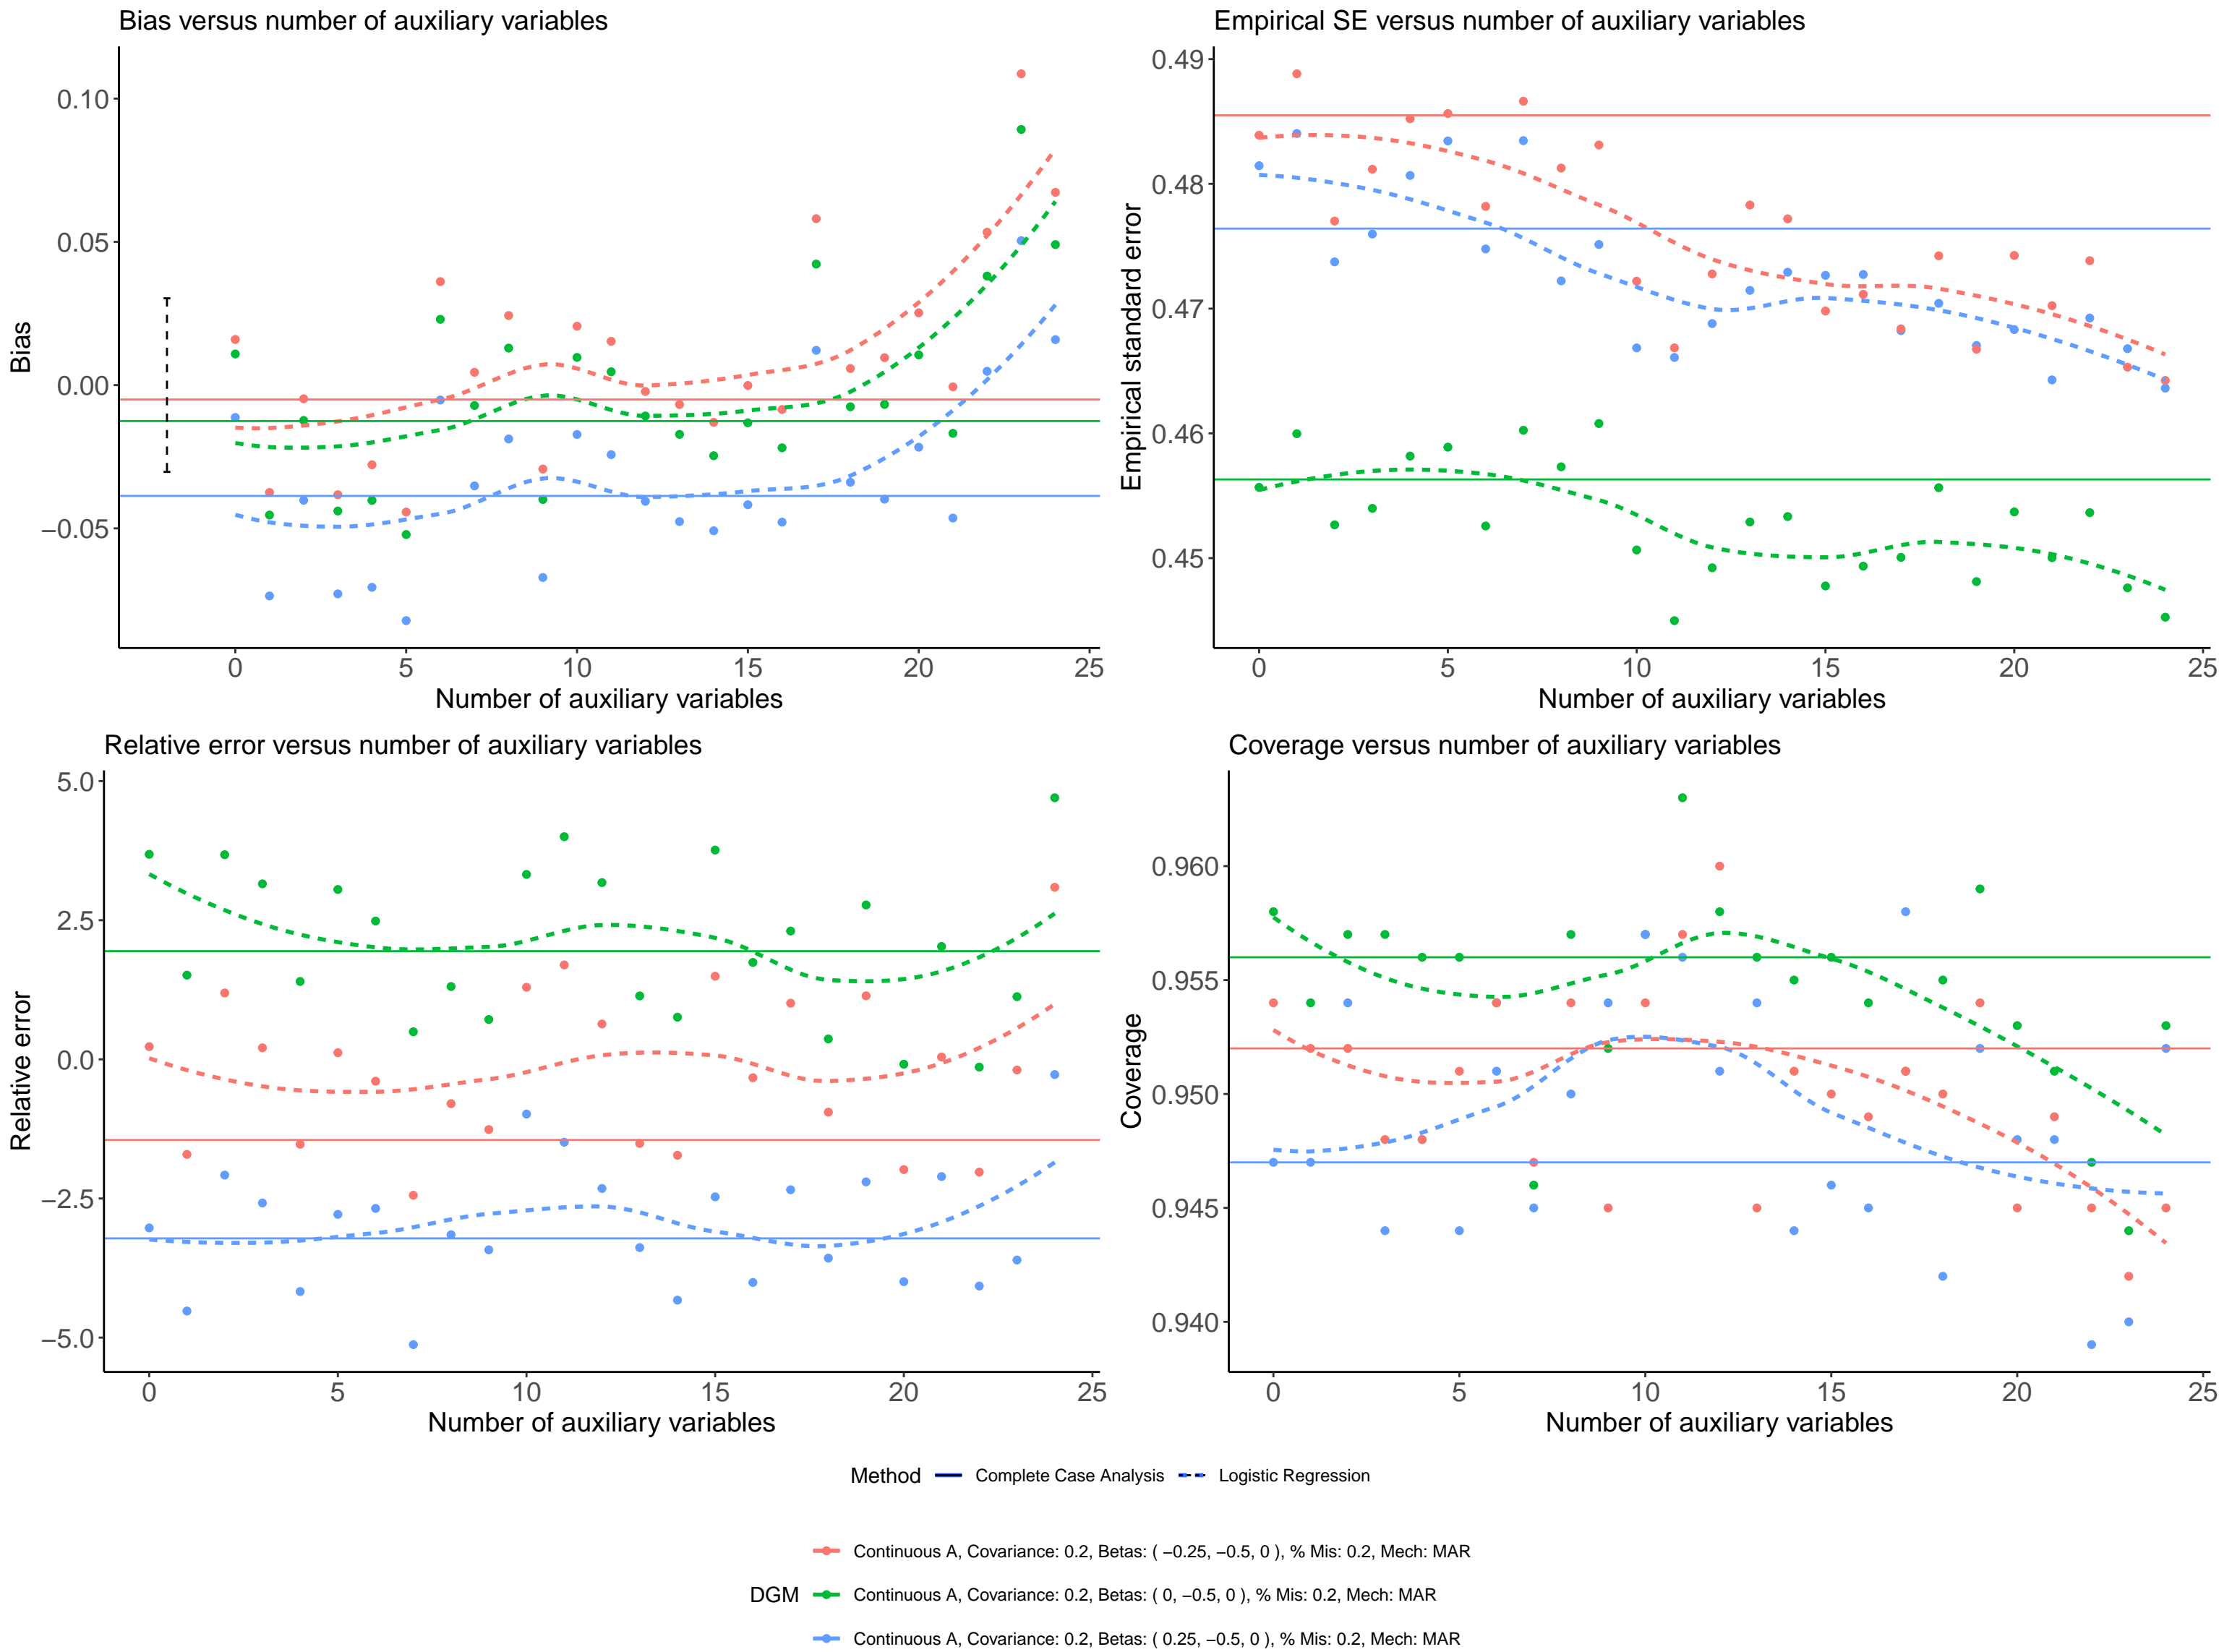 Bias versus number of auxiliary variables
0.10
0.05
0.00
−0.05
Bias
0 5 10 15 20 25
Number of auxiliary variables
Empirical SE versus number of auxiliary variables
0.49
0.48
0.47
0.46
0.45
Empirical standard error
0 5 10 15 20 25
Number of auxiliary variables
Relative error versus number of auxiliary variables
5.0
2.5
0.0
−2.5
−5.0
Relative error
0 5 10 15 20 25
Number of auxiliary variables
Coverage versus number of auxiliary variables
0.960
0.955
0.950
0.945
0.940
Coverage
0 5 10 15 20 25
Number of auxiliary variables
Method Complete Case Analysis Logistic Regression
DGM
Continuous A, Covariance: 0.2, Betas: ( −0.25, −0.5, 0 ), % Mis: 0.2, Mech: MAR
Continuous A, Covariance: 0.2, Betas: ( 0, −0.5, 0 ), % Mis: 0.2, Mech: MAR
Continuous A, Covariance: 0.2, Betas: ( 0.25, −0.5, 0 ), % Mis: 0.2, Mech: MAR